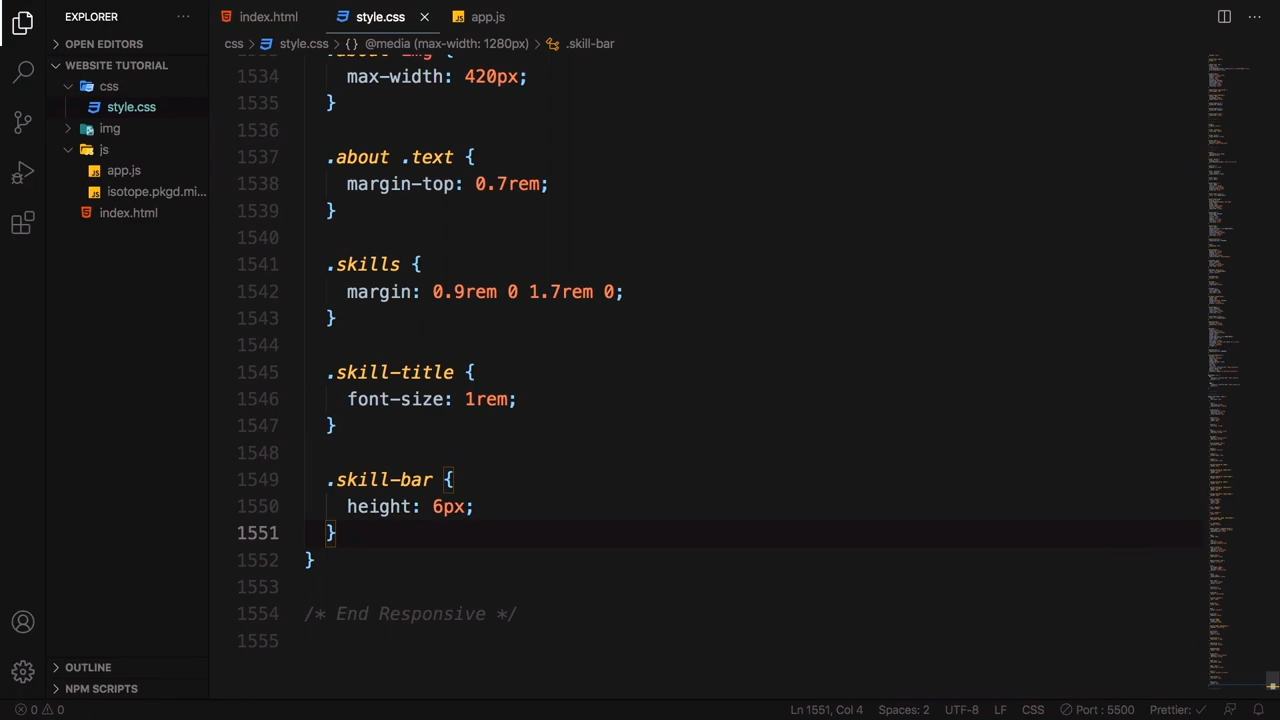 EXPLORER
OPEN EDITORS
WEBSITE TUTORIAL
css
style.css
img
js
app.js
isotope.pkgd.mi...
index.html
OUTLINE
NPM SCRIPTS
index.html style.css app.js
css style.css {} @media (max-width: 1280px) .skill-bar
1534 max-width: 420px;
1535 }
1536
1537 .about .text {
1538 margin-top: 0.7rem;
1539 }
1540
1541 .skills {
1542 margin: 0.9rem 0 1.7rem 0;
1543 }
1544
1545 .skill-title {
1546 font-size: 1rem;
1547 }
1548
1549 .skill-bar {
1550 height: 6px;
1551 }
1552 }
1553
1554 /* End Responsive */
1555
0 0 Ln 1551, Col 4 Spaces: 2 UTF-8 LF CSS Port : 5500 Prettier: